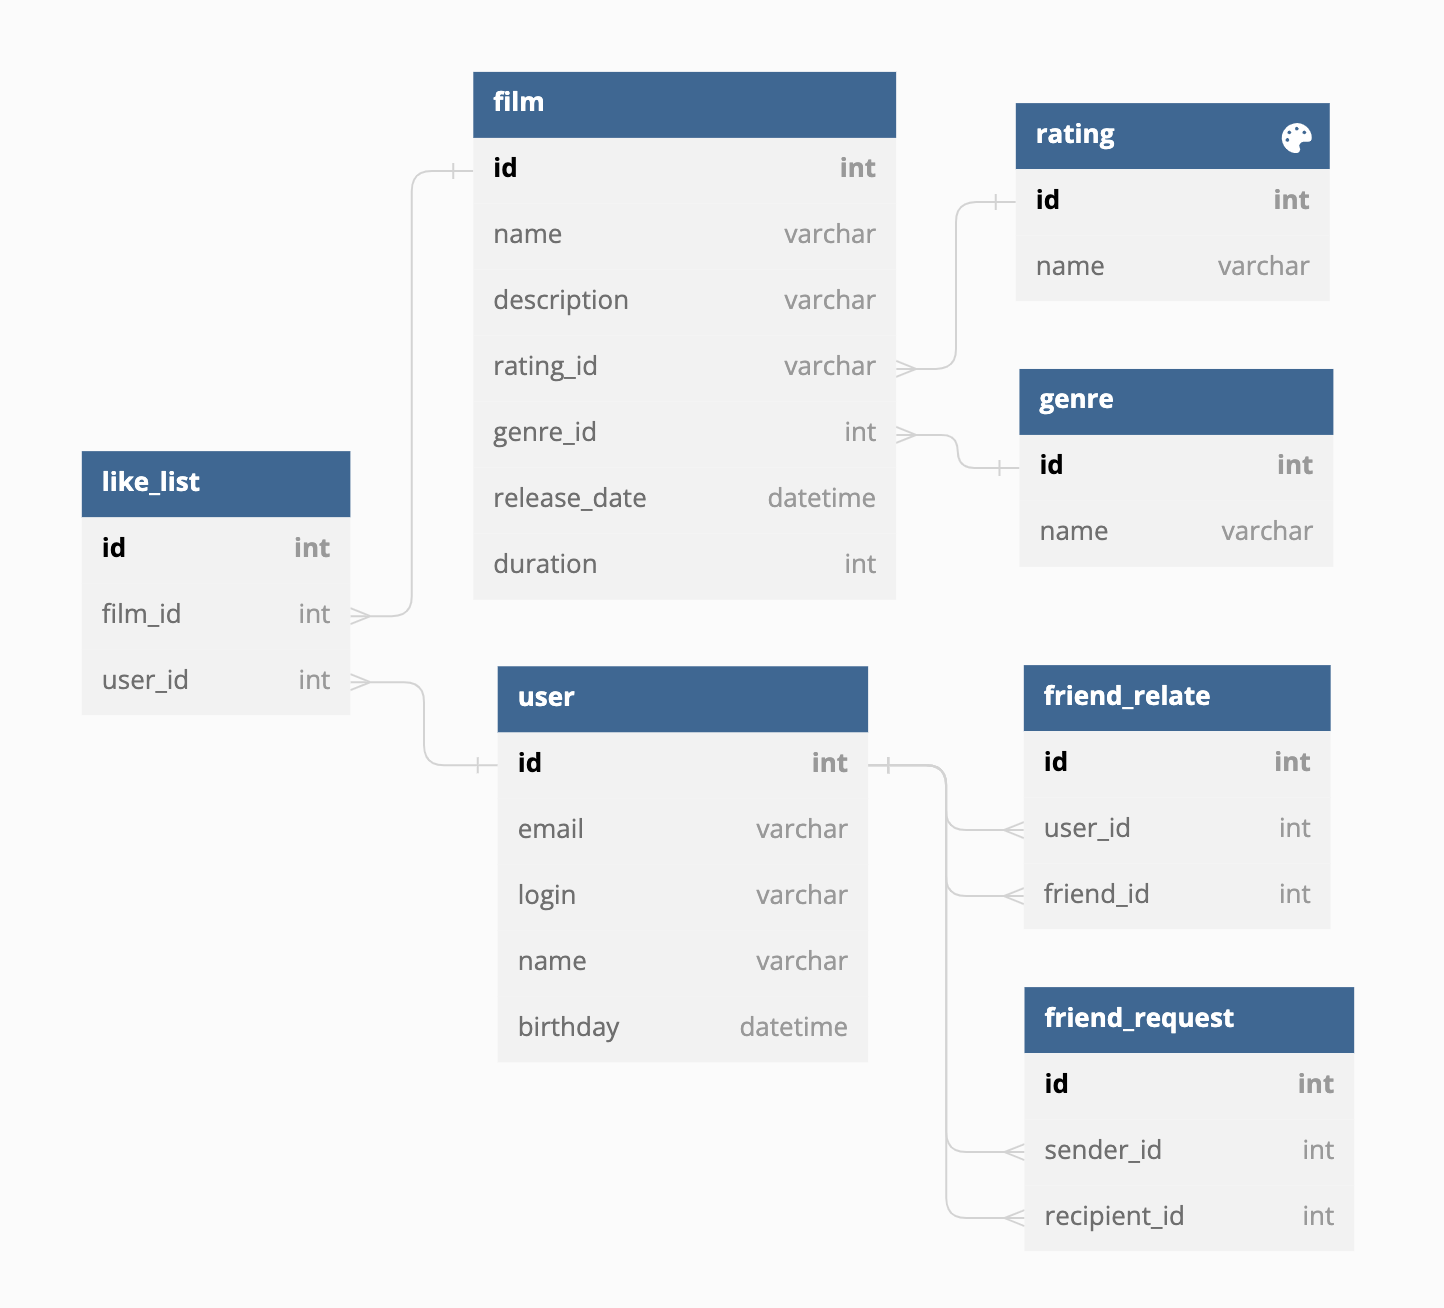 film
id int
name varchar
description varchar
rating_id varchar
genre_id int
release_date datetime
duration int
rating
id int
name varchar
genre
id int
name varchar
like_list
id int
film_id int
user_id int
user
id int
email varchar
login varchar
name varchar
birthday datetime
friend_relate
id int
user_id int
friend_id int
friend_request
id int
sender_id int
recipient_id int